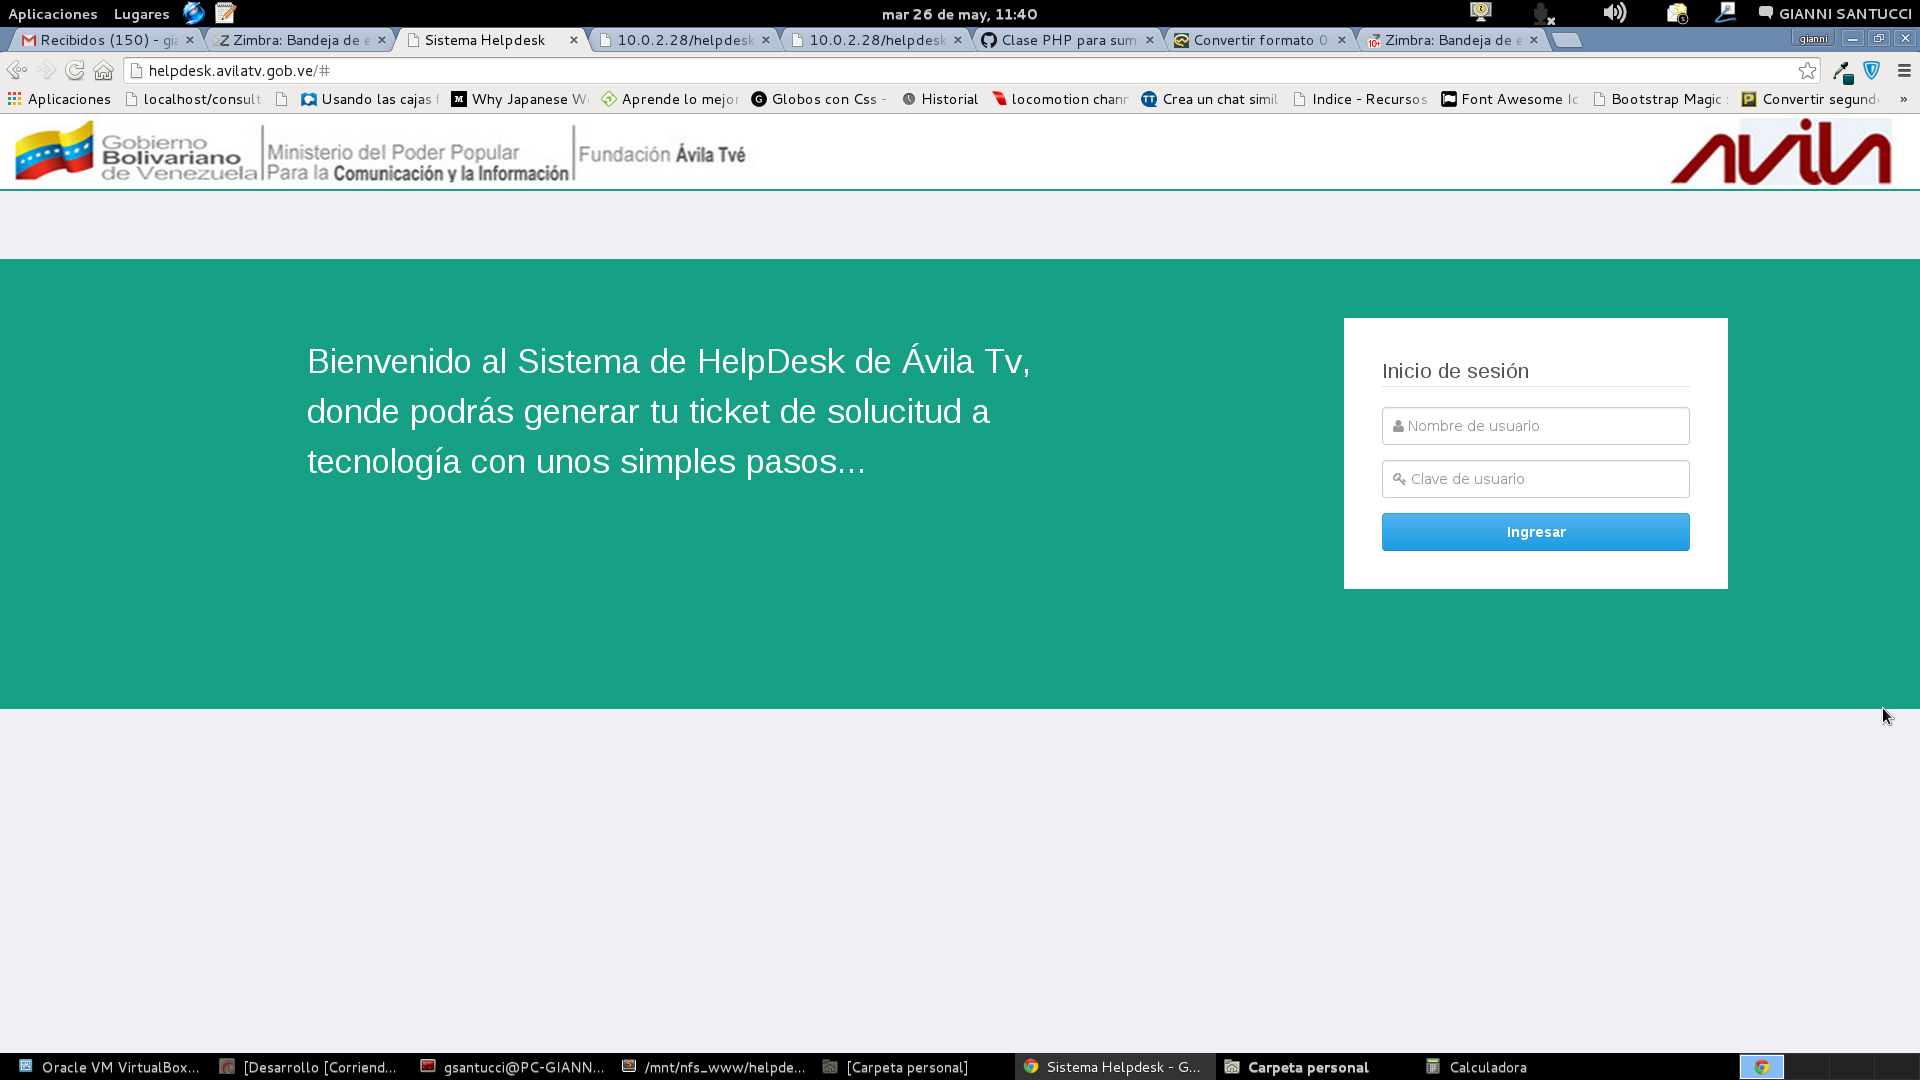 Aplicaciones Lugares mar 26 de may, 11:40 GIANNI SANTUCCI
Recibidos (150) - gia Zimbra: Bandeja de e Sistema Helpdesk 10.0.2.28/helpdesk 10.0.2.28/helpdesk Clase PHP para sum Convertir formato 0 Zimbra: Bandeja de e gianni
helpdesk.avilatv.gob.ve/#
Aplicaciones localhost/consult Usando las cajas f Why Japanese W Aprende lo mejor Globos con Css - Historial locomotion chan Crea un chat simil Indice - Recursos Font Awesome Ic Bootstrap Magic Convertir segund »
Gobierno
Bolivariano
de Venezuela
Ministerio del Poder Popular
Para la Comunicación y la Información
Fundación Ávila Tvé
avila
Bienvenido al Sistema de HelpDesk de Ávila Tv,
donde podrás generar tu ticket de solucitud a
tecnología con unos simples pasos...
Inicio de sesión
Nombre de usuario
Clave de usuario
Ingresar
Oracle VM VirtualBox... [Desarrollo [Corriend... gsantucci@PC-GIANN... /mnt/nfs_www/helpde... [Carpeta personal] Sistema Helpdesk - G... Carpeta personal Calculadora